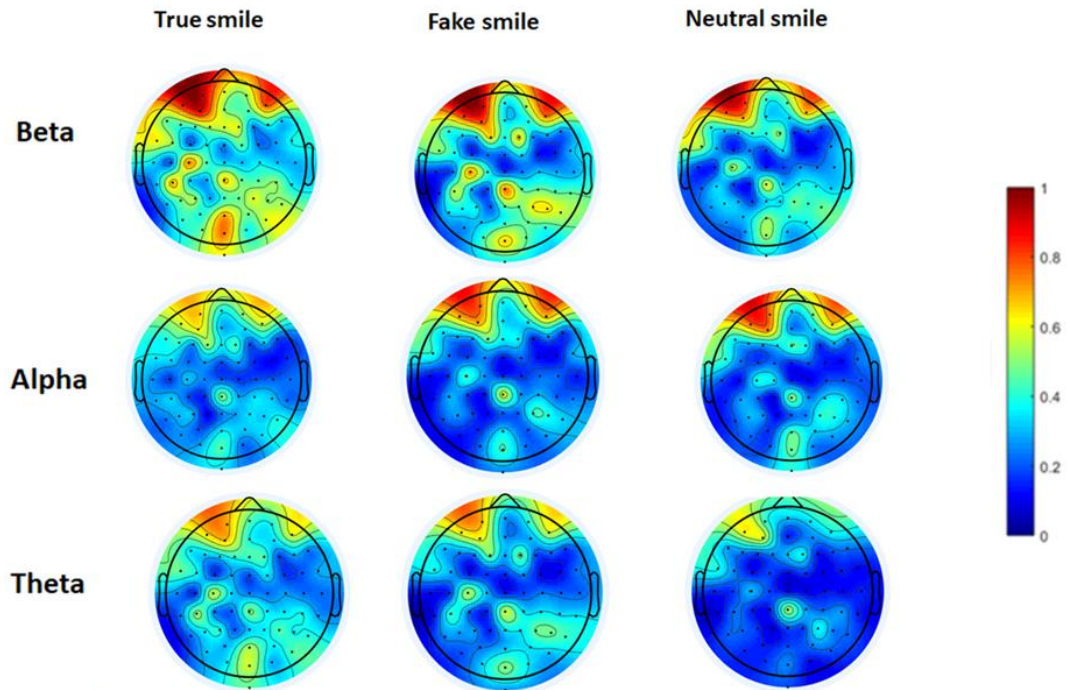 True smile
Fake smile
Neutral smile
Beta
1
0.8
Alpha
0.6
0.4
0.2
Theta
0